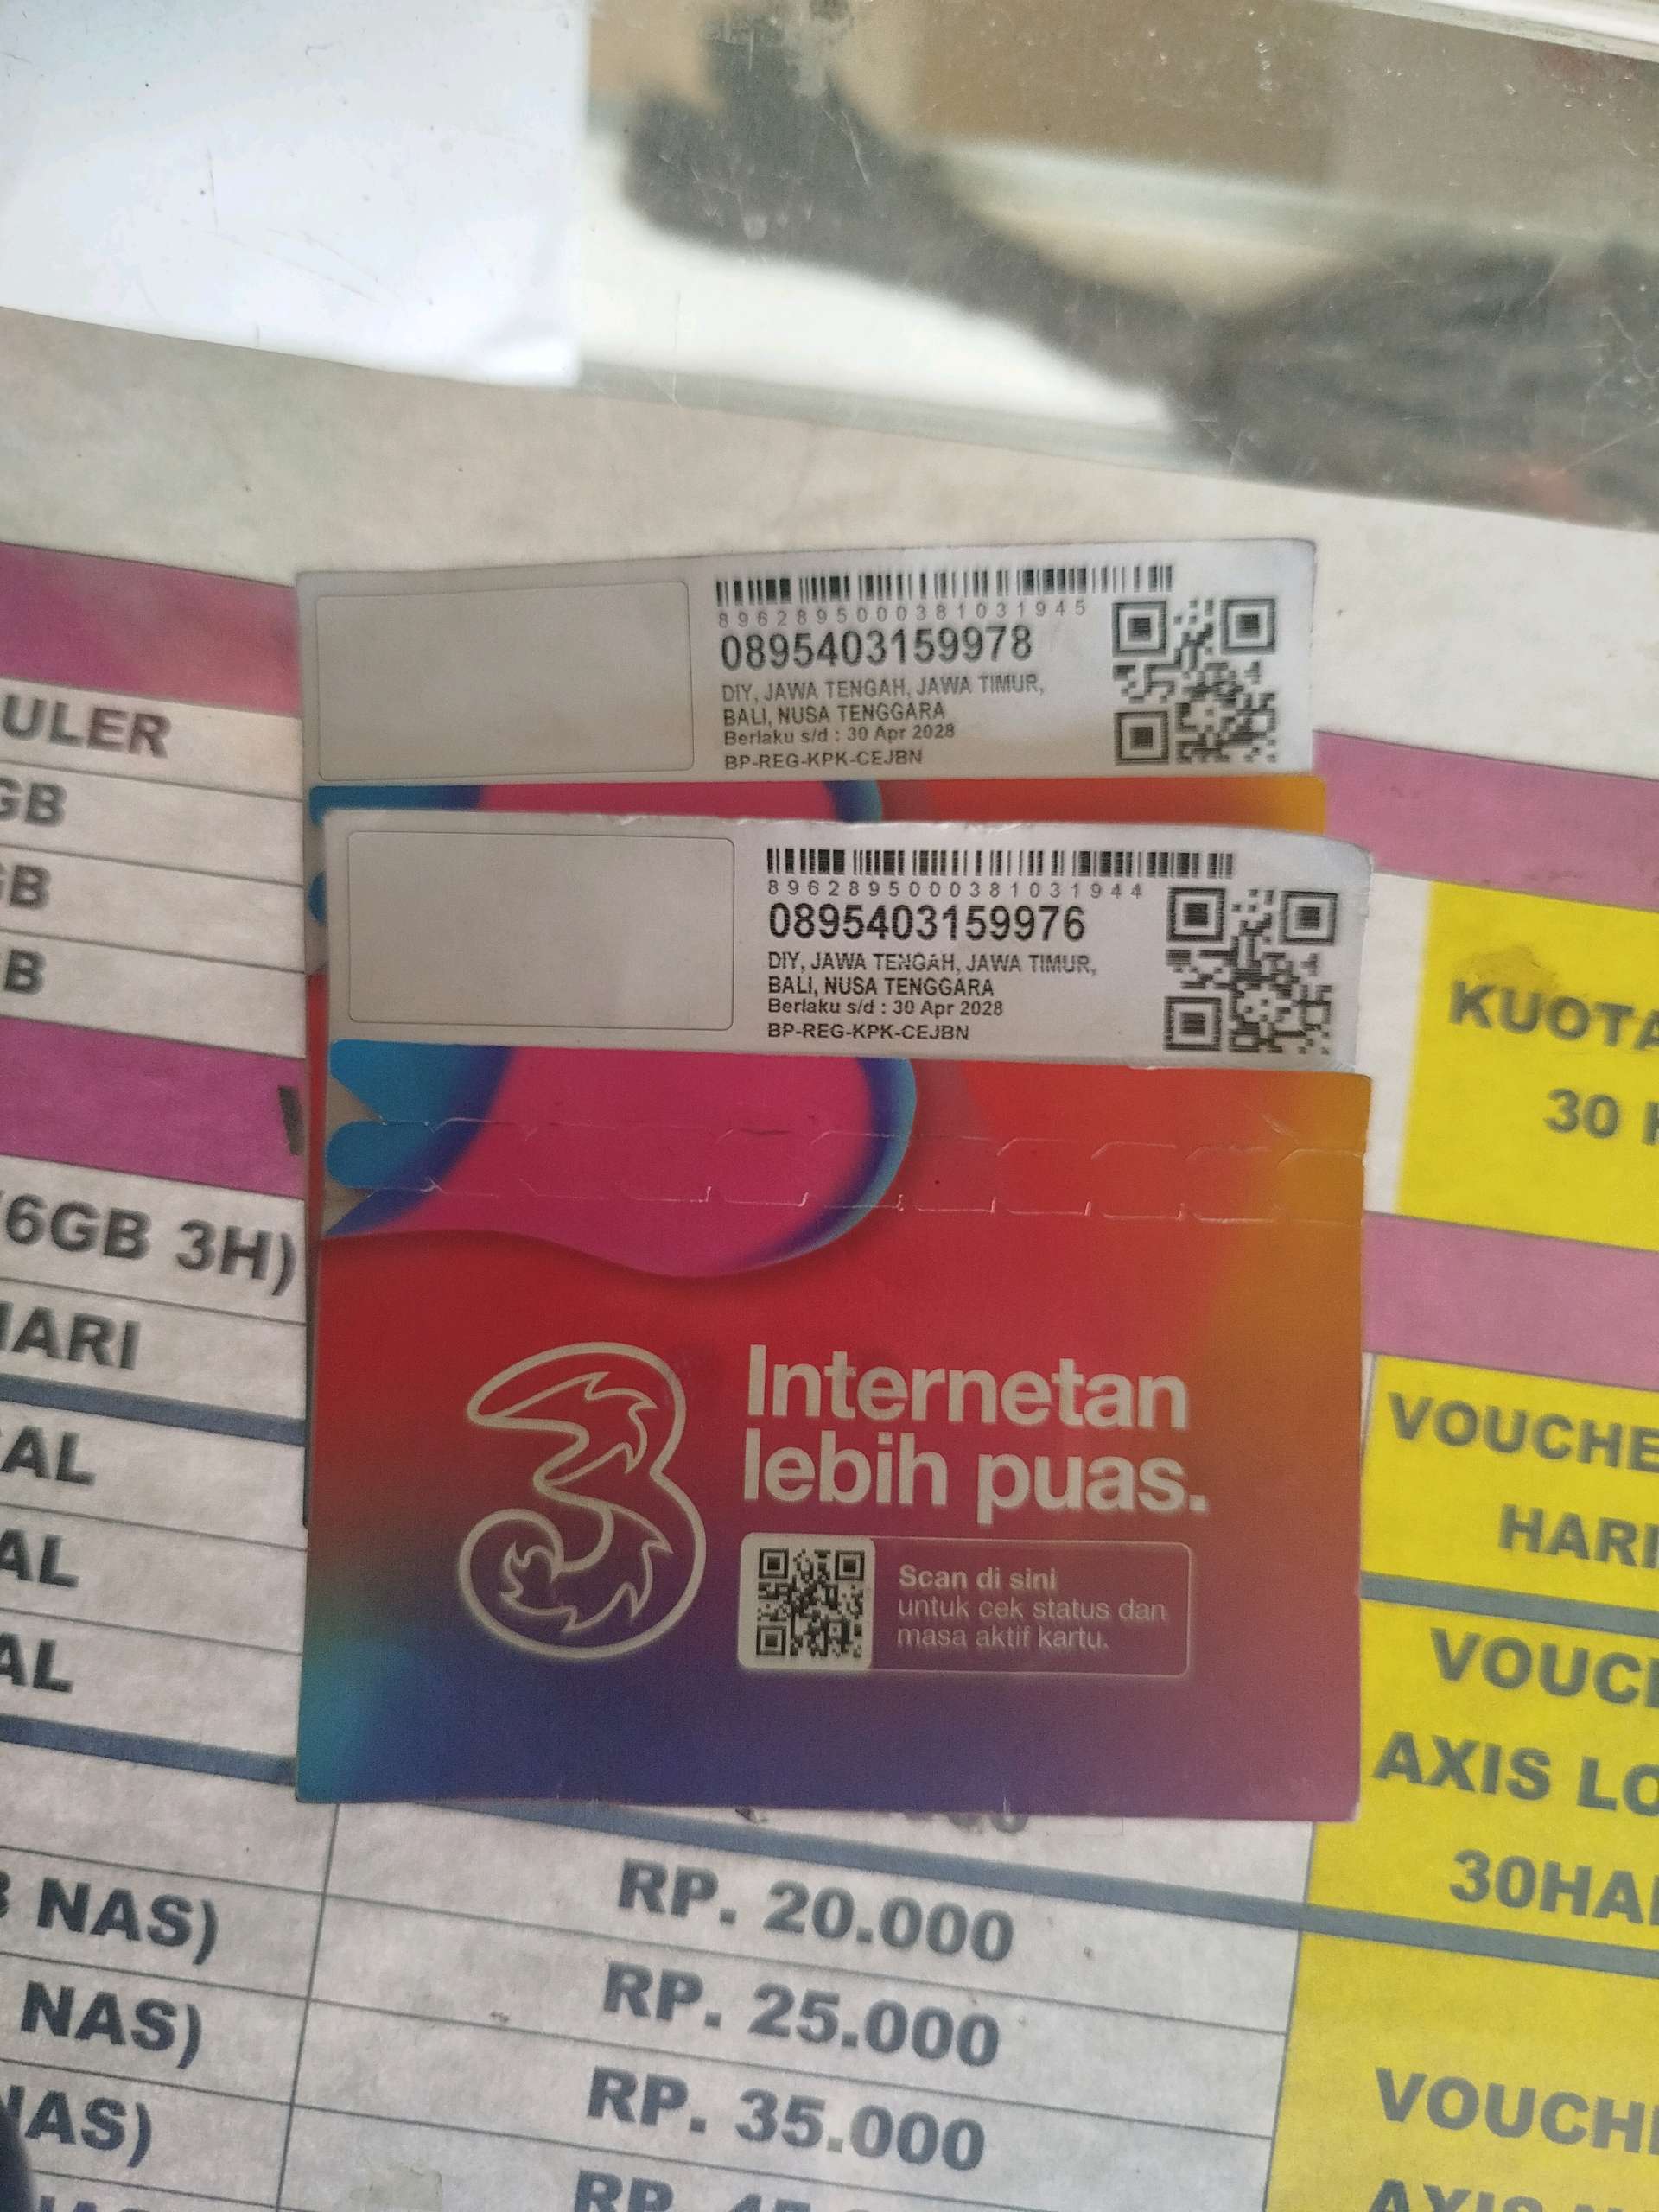 8962895000381031945
0895403159978
DIY, JAWA TENGAH, JAWA TIMUR,
BALI, NUSA TENGGARA
Berlaku s/d : 30 Apr 2028
BP-REG-KPK-CEJBN
8962895000381031944
0895403159976
DIY, JAWA TENGAH, JAWA TIMUR,
BALI, NUSA TENGGARA
Berlaku s/d : 30 Apr 2028
BP-REG-KPK-CEJBN
3
Internetan
lebih puas.
Scan di sini
untuk cek status dan
masa aktif kartu.
ULER
GB
GB
B
6GB 3H)
HARI
AL
AL
AL
NAS)
NAS)
NAS)
RP. 20.000
RP. 25.000
RP. 35.000
RP.
KUOTA
30
VOUCHE
HARI
VOUC
AXIS LO
30HA
VOUCH
AXIS